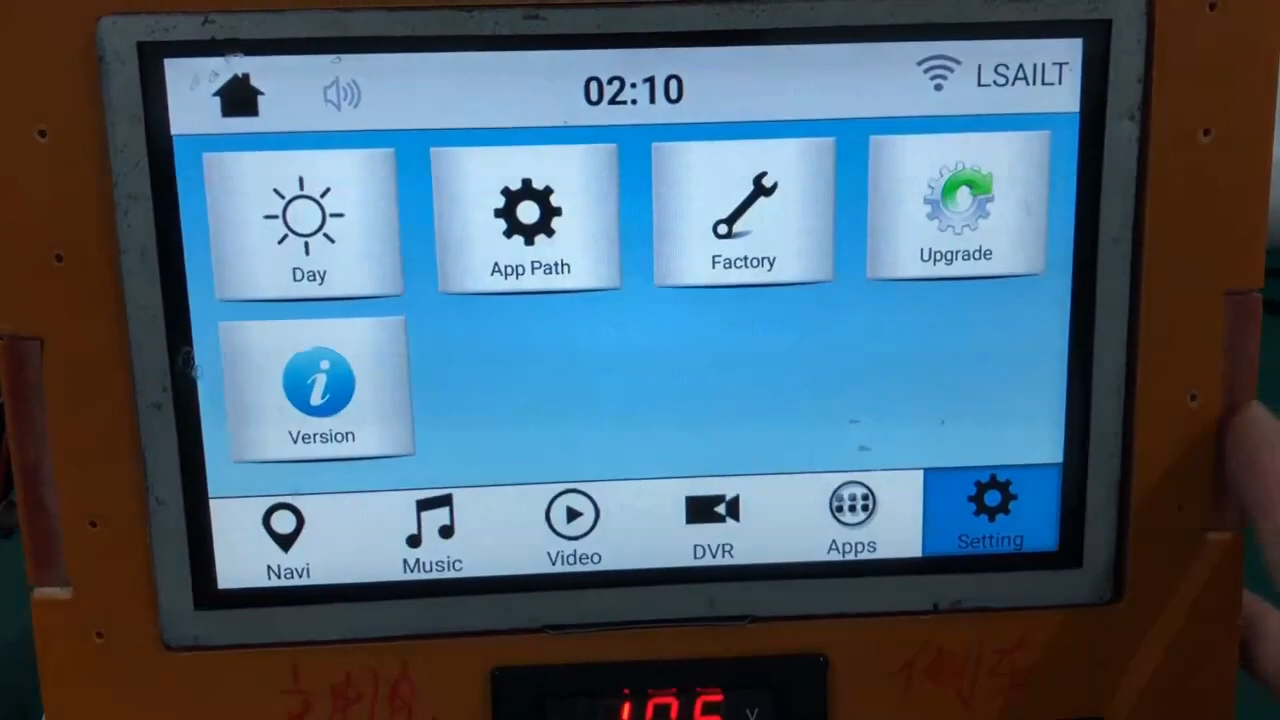 02:10
LSAILT
Day
App Path
Factory
Upgrade
Version
Navi
Music
Video
DVR
Apps
Setting
V